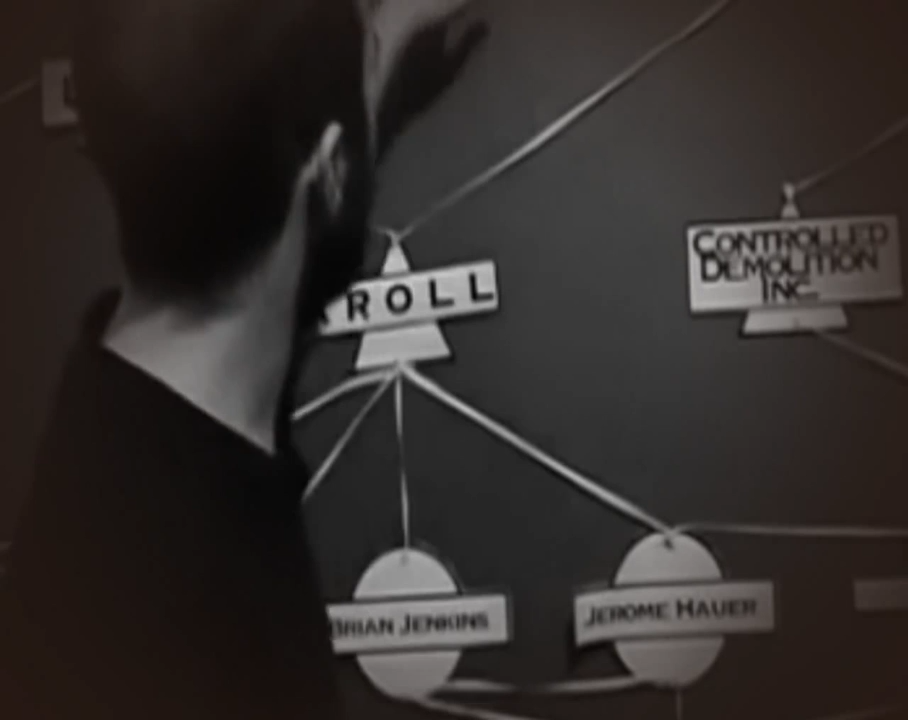 ROLL
CONTROLLED
DEMOLITION
INC.
BRIAN JENKINS
JEROME HAUER